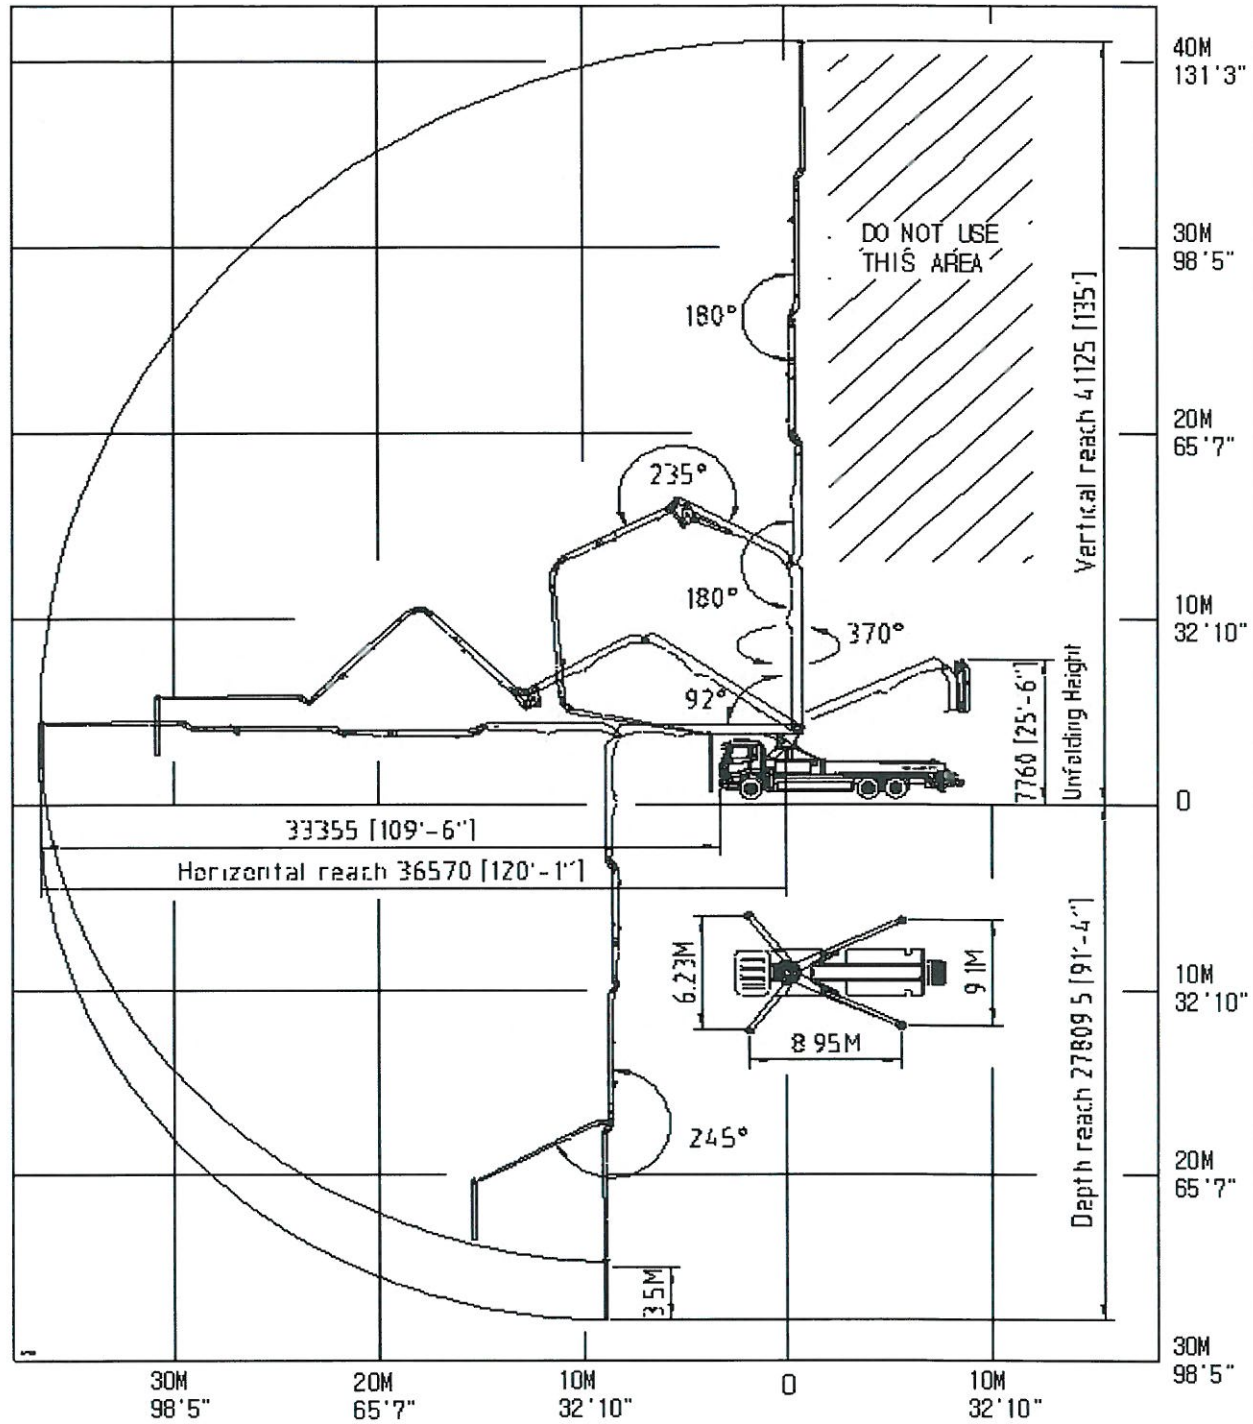 40M
131'3"
30M
98'5"
DO NOT USE
THIS AREA
180°
Vertical reach 41125 [135']
20M
65'7"
235°
180°
10M
32'10"
370°
92°
7760 [25'-6"]
Unfolding Height
0
33355 [109'-6"]
Horizontal reach 36570 [120'-1"]
6.23M
9.1M
8.95M
10M
32'10"
Depth reach 27809.5 [91'-4"]
245°
20M
65'7"
3.5M
30M
98'5"
30M
98'5"
20M
65'7"
10M
32'10"
0
10M
32'10"